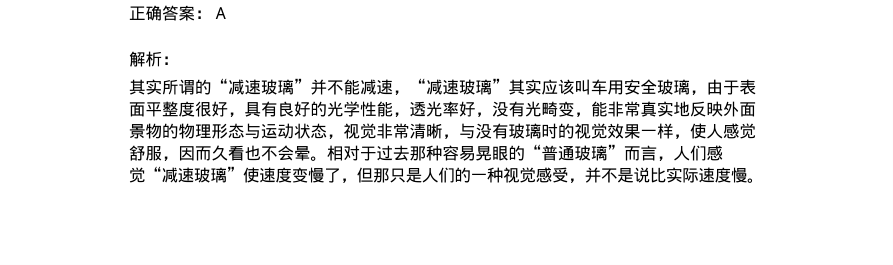 正确答案： A
解析：
其实所谓的“减速玻璃”并不能减速，“减速玻璃”其实应该叫车用安全玻璃，由于表
面平整度很好，具有良好的光学性能，透光率好，没有光畸变，能非常真实地反映外面
景物的物理形态与运动状态，视觉非常清晰，与没有玻璃时的视觉效果一样，使人感觉
舒服，因而久看也不会晕。相对于过去那种容易晃眼的“普通玻璃”而言，人们感
觉“减速玻璃”使速度变慢了，但那只是人们的一种视觉感受，并不是说比实际速度慢。